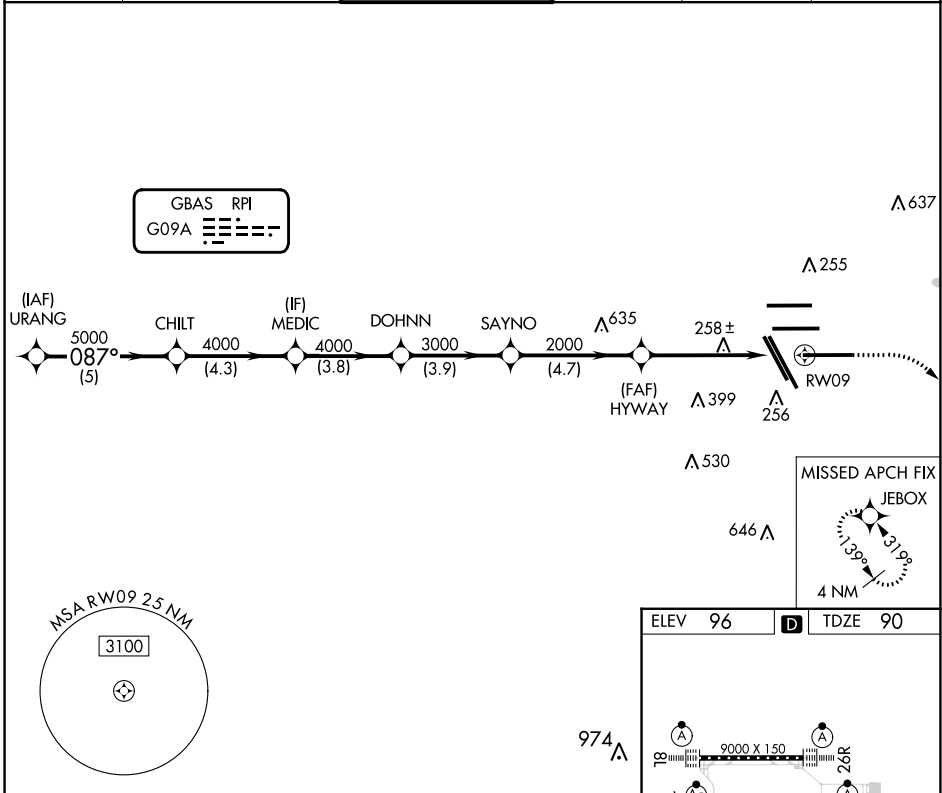 GBAS RPI
G09A
637
255
(IAF)
URANG
5000
087°
(5)
CHILT
4000
(4.3)
(IF)
MEDIC
4000
(3.8)
DOHNN
3000
(3.9)
SAYNO
2000
(4.7)
635
258 ±
(FAF)
HYWAY
RW09
399
256
530
646
MISSED APCH FIX
JEBOX
139°
319°
4 NM
MSA RW09 25 NM
3100
ELEV 96 D TDZE 90
974
A
A
8L
9000 X 150
26R
A
A